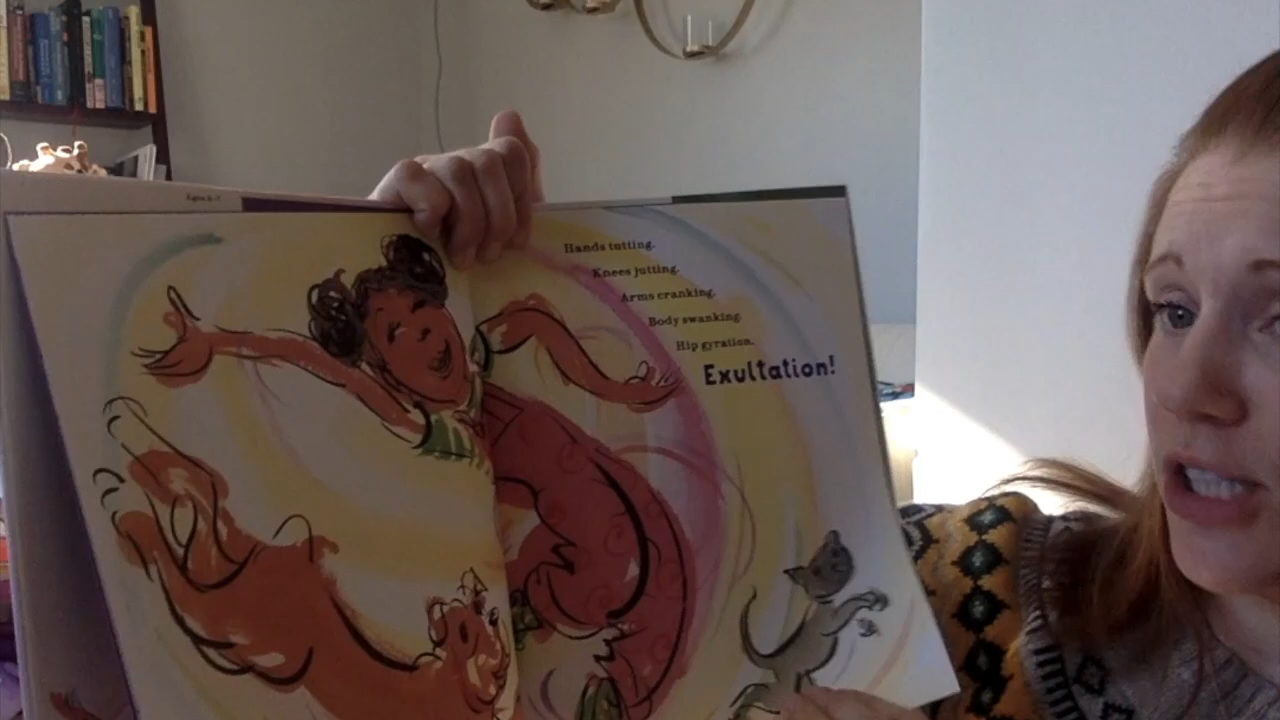 Hands tutting.
Knees jutting.
Arms cranking.
Body swanking.
Hip gyration.
Exultation!